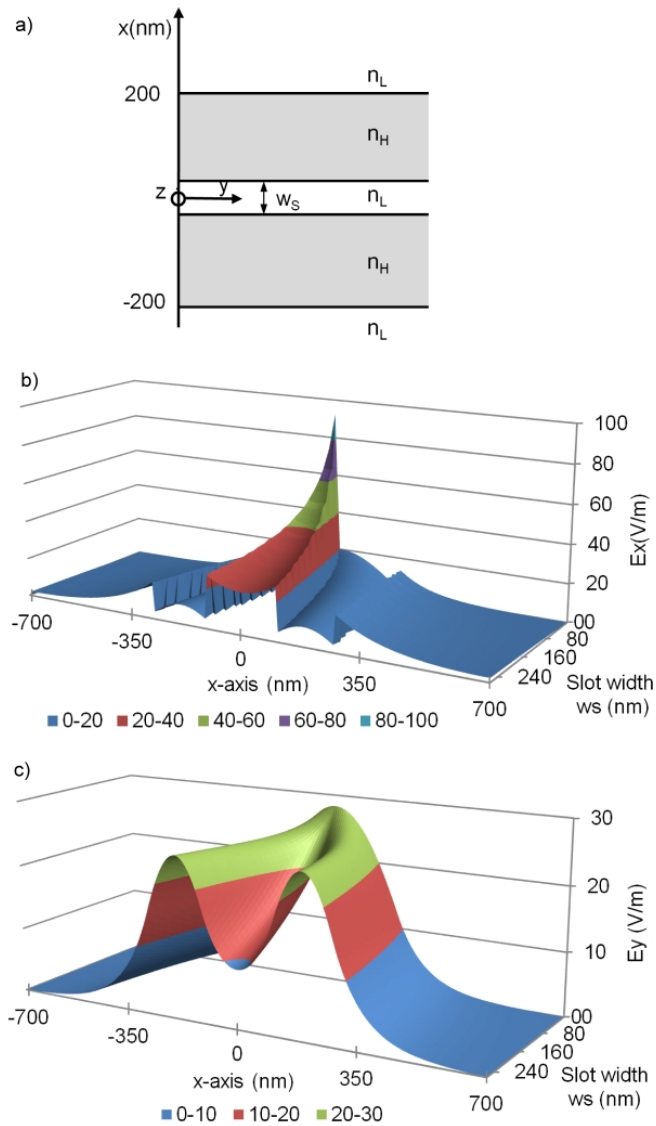 a)
x(nm)
n_L
200
n_H
z
y
w_S
n_L
n_H
-200
n_L
b)
100
80
60
40
20
00
80
160
240
Ex(V/m)
-700
-350
0
350
700
x-axis (nm)
Slot width
ws (nm)
0-20 20-40 40-60 60-80 80-100
c)
30
20
10
00
80
160
240
Ey (V/m)
-700
-350
0
350
700
x-axis (nm)
Slot width
ws (nm)
0-10 10-20 20-30